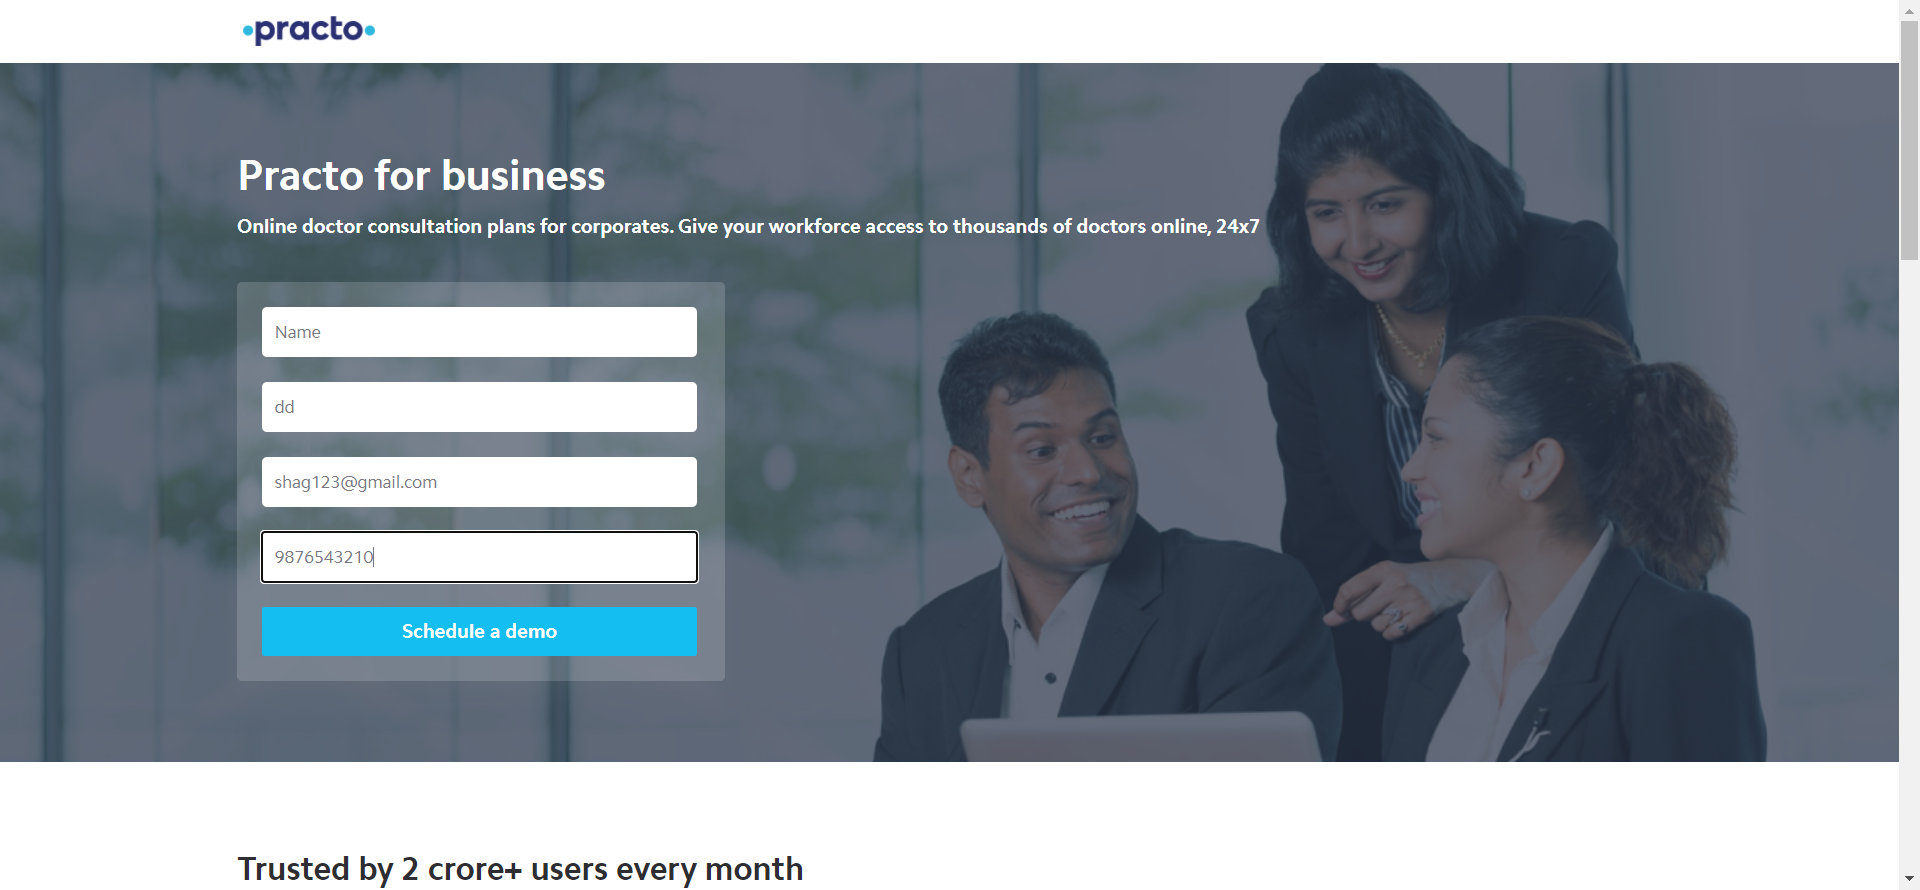 practo
Practo for business
Online doctor consultation plans for corporates. Give your workforce access to thousands of doctors online, 24x7
Name
dd
shag123@gmail.com
9876543210
Schedule a demo
Trusted by 2 crore+ users every month